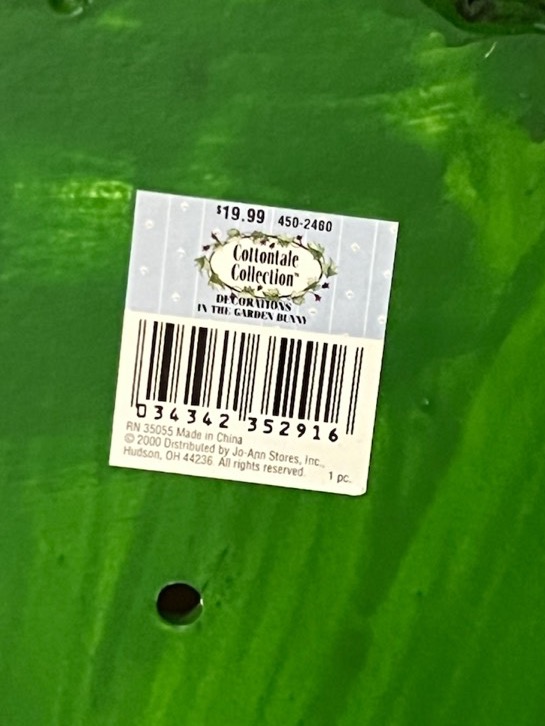 $19.99 450-2460
Cottontale
Collection™
DECORATIONS
IN THE GARDEN BUNNY
034342 352916
RN 35055 Made in China
© 2000 Distributed by Jo-Ann Stores, Inc.,
Hudson, OH 44236 All rights reserved. 1 pc.